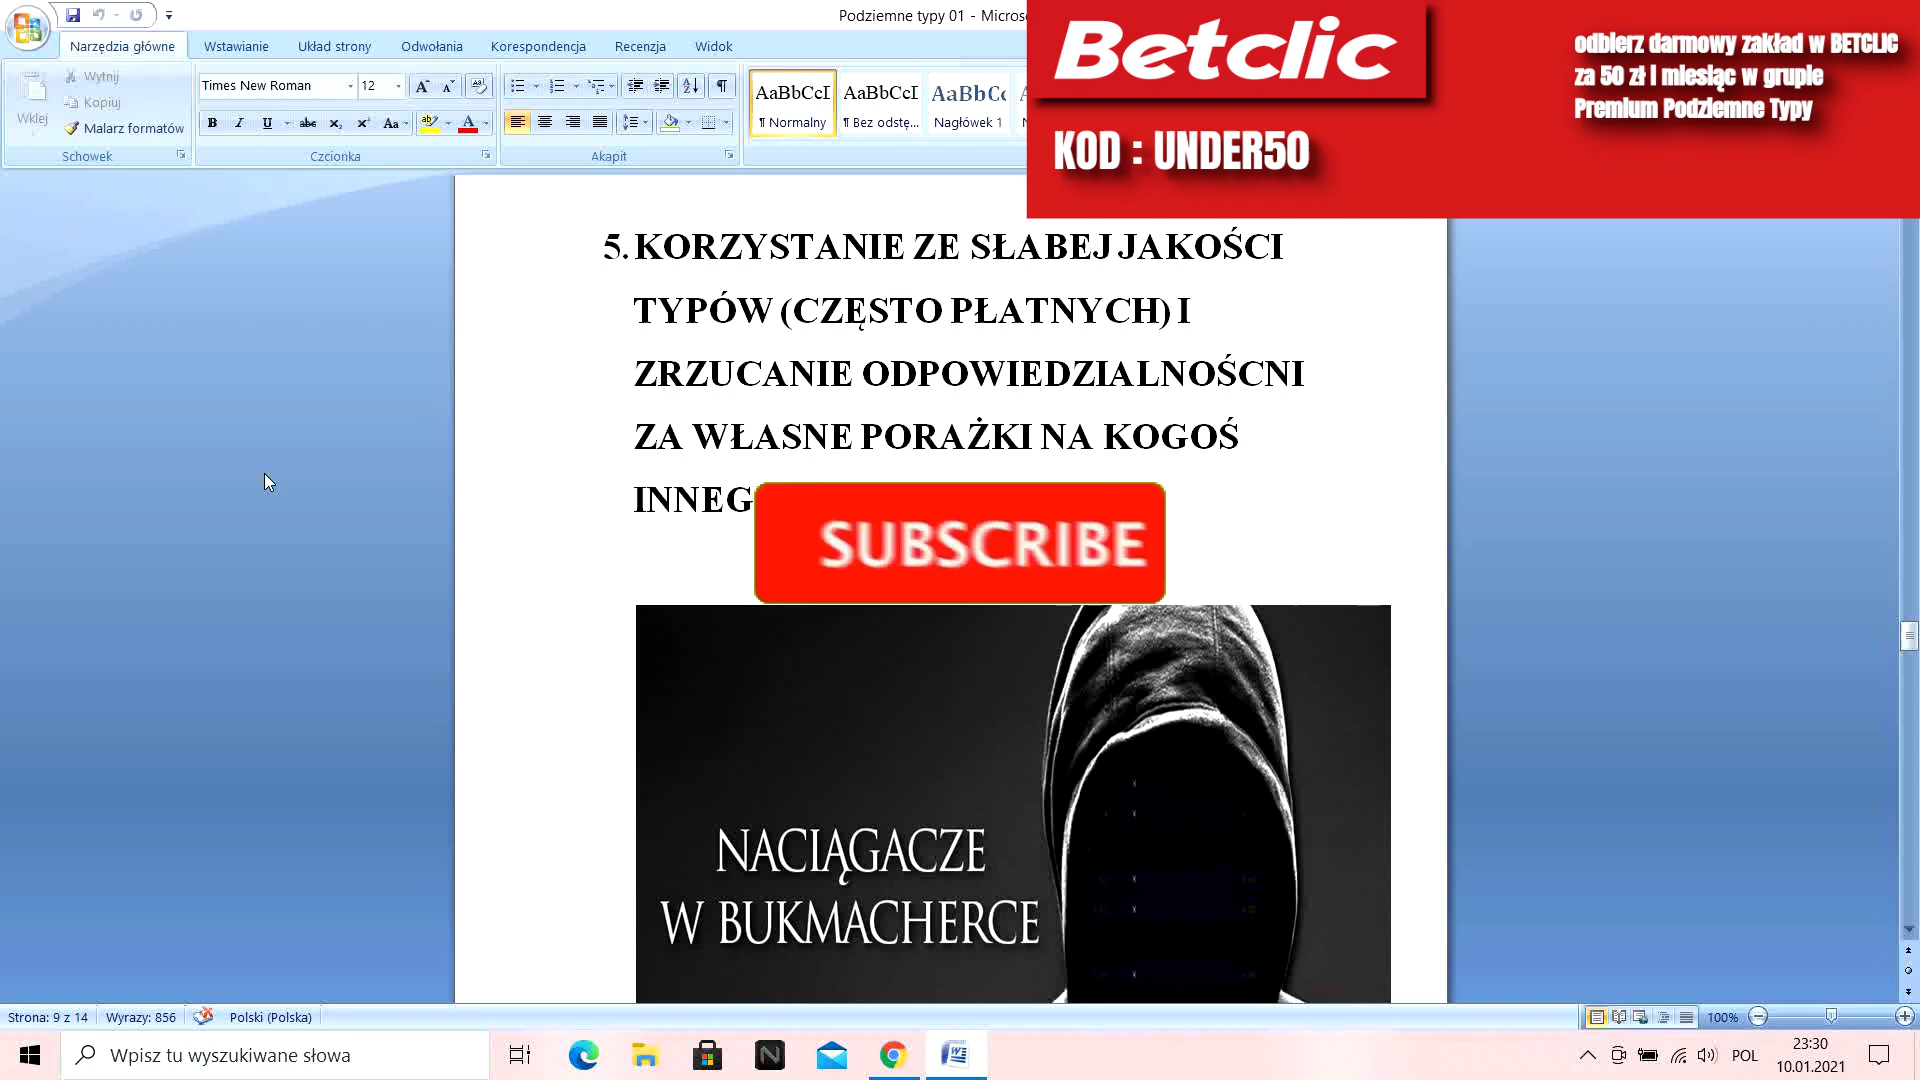 Podziemne typy 01 - Micros
Narzędzia główne
Wstawianie
Układ strony
Odwołania
Korespondencja
Recenzja
Widok
Wklej
Wytnij
Kopiuj
Malarz formatów
Schowek
Times New Roman
12
Czcionka
Akapit
AaBbCcI
¶ Normalny
AaBbCcI
¶ Bez odstę...
AaBbCc
Nagłówek 1
Betclic
KOD : UNDER50
odbierz darmowy zakład w BETCLIC
za 50 zł i miesiąc w grupie
Premium Podziemne Typy
5. KORZYSTANIE ZE SŁABEJ JAKOŚCI
TYPÓW (CZĘSTO PŁATNYCH) I
ZRZUCANIE ODPOWIEDZIALNOŚCNI
ZA WŁASNE PORAŻKI NA KOGOŚ
INNEG
SUBSCRIBE
NACIĄGACZE
W BUKMACHERCE
Strona: 9 z 14
Wyrazy: 856
Polski (Polska)
100%
Wpisz tu wyszukiwane słowa
POL
23:30
10.01.2021